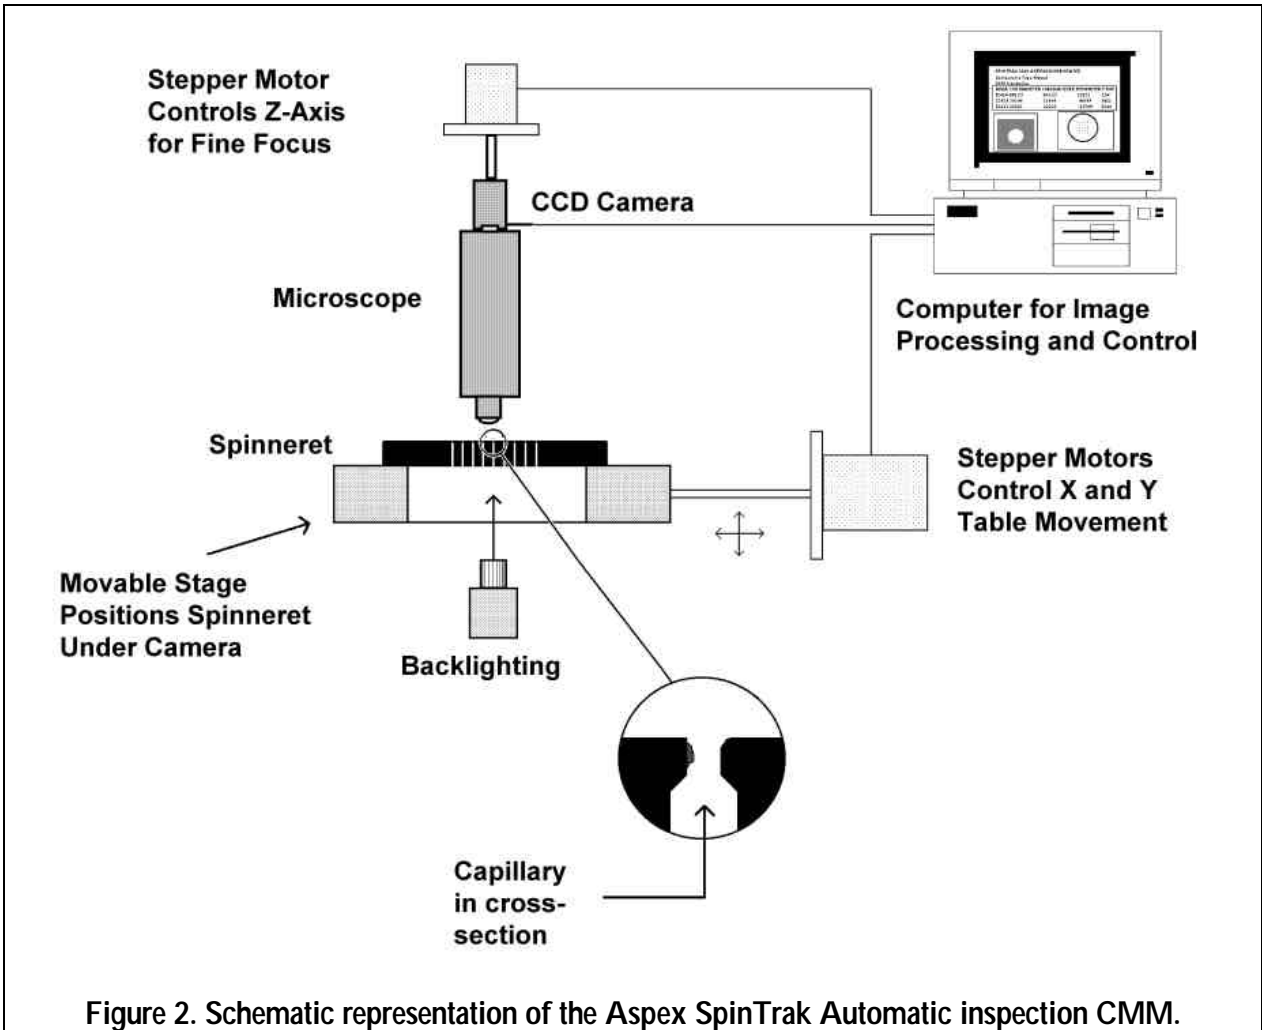 Stepper Motor
Controls Z-Axis
for Fine Focus
CCD Camera
Microscope
Computer for Image
Processing and Control
Spinneret
Stepper Motors
Control X and Y
Table Movement
Movable Stage
Positions Spinneret
Under Camera
Backlighting
Capillary
in cross-
section
Figure 2. Schematic representation of the Aspex SpinTrak Automatic inspection CMM.